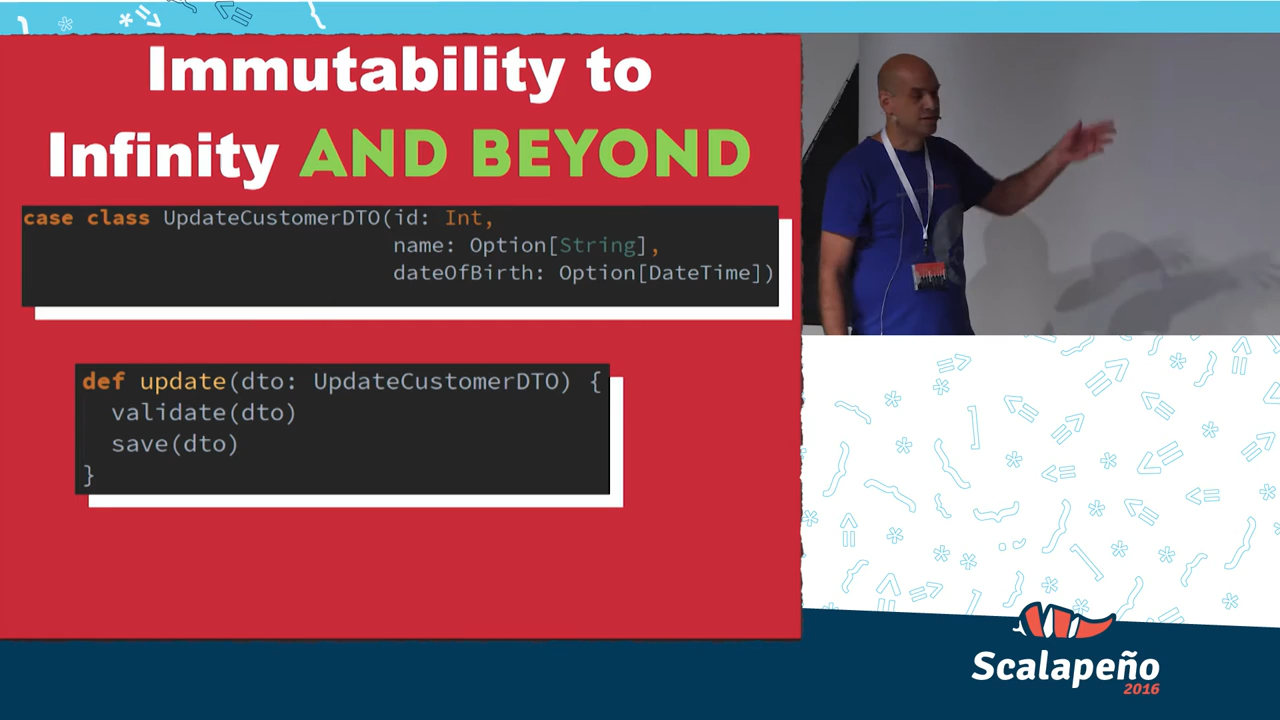 Immutability to
Infinity AND BEYOND
case class UpdateCustomerDTO(id: Int,
name: Option[String],
dateOfBirth: Option[DateTime])
def update(dto: UpdateCustomerDTO) {
validate(dto)
save(dto)
}
Scalapeño
2016